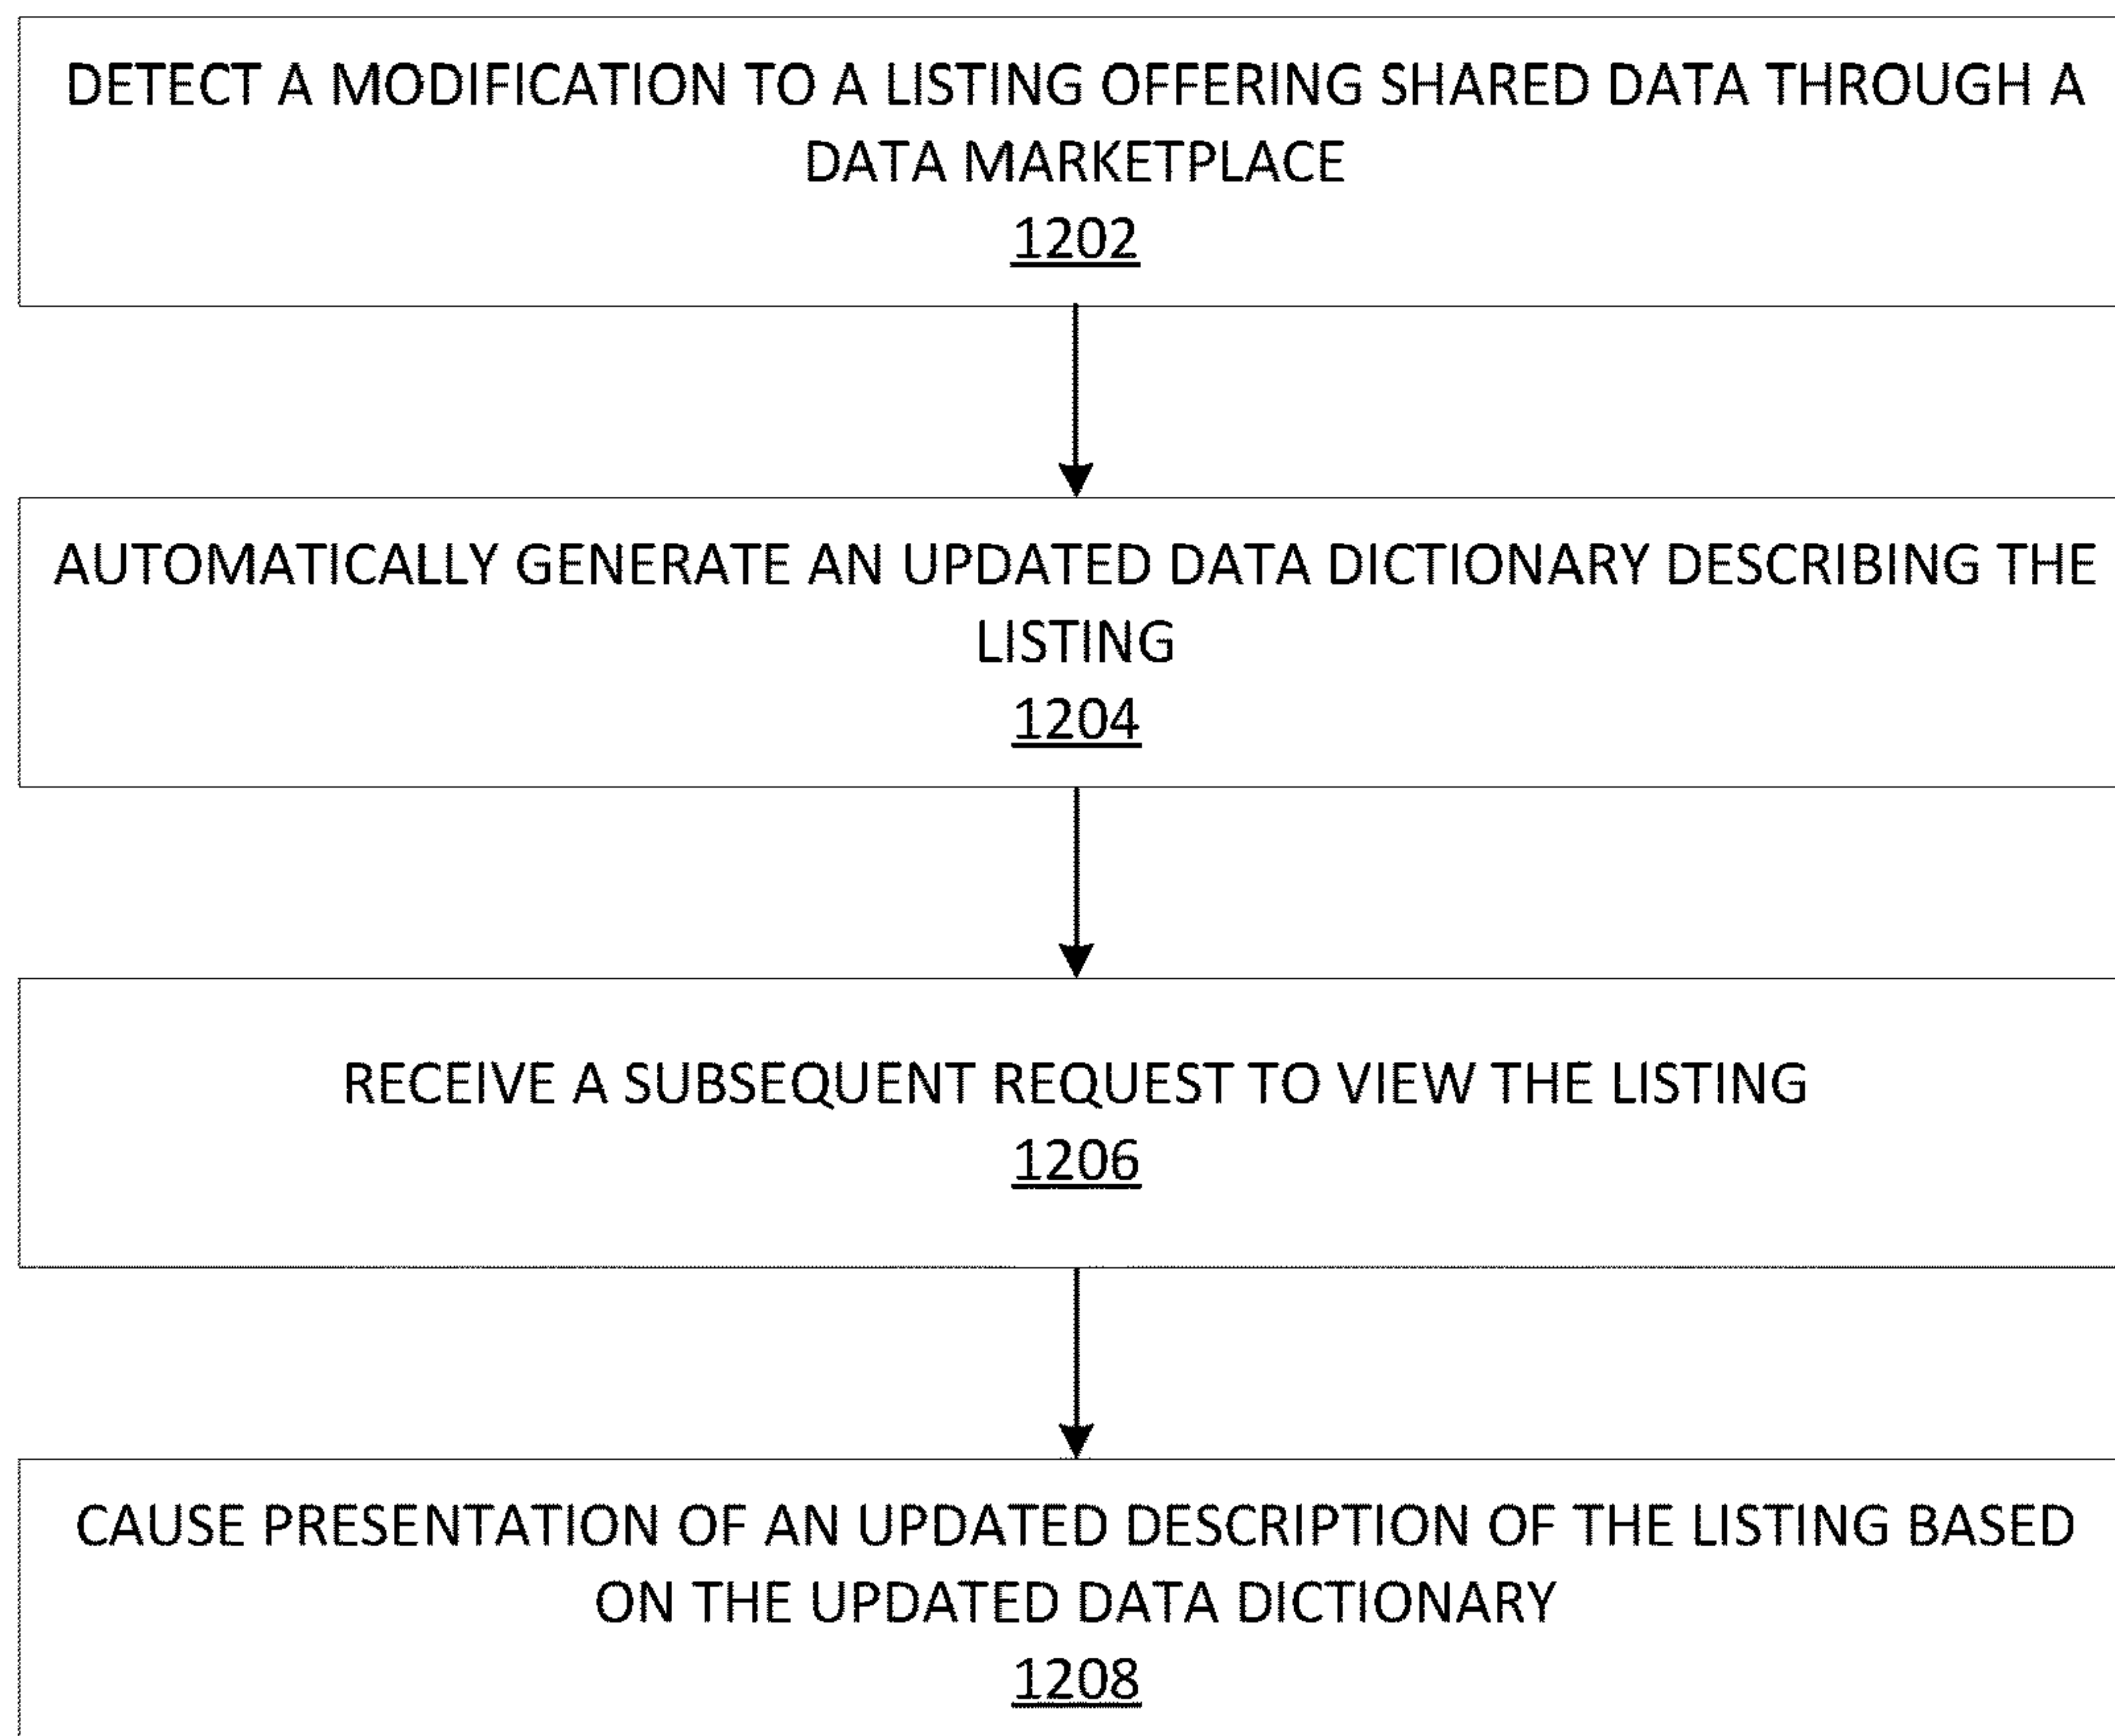 DETECT A MODIFICATION TO A LISTING OFFERING SHARED DATA THROUGH A
DATA MARKETPLACE
1202
AUTOMATICALLY GENERATE AN UPDATED DATA DICTIONARY DESCRIBING THE
LISTING
1204
RECEIVE A SUBSEQUENT REQUEST TO VIEW THE LISTING
1206
CAUSE PRESENTATION OF AN UPDATED DESCRIPTION OF THE LISTING BASED
ON THE UPDATED DATA DICTIONARY
1208